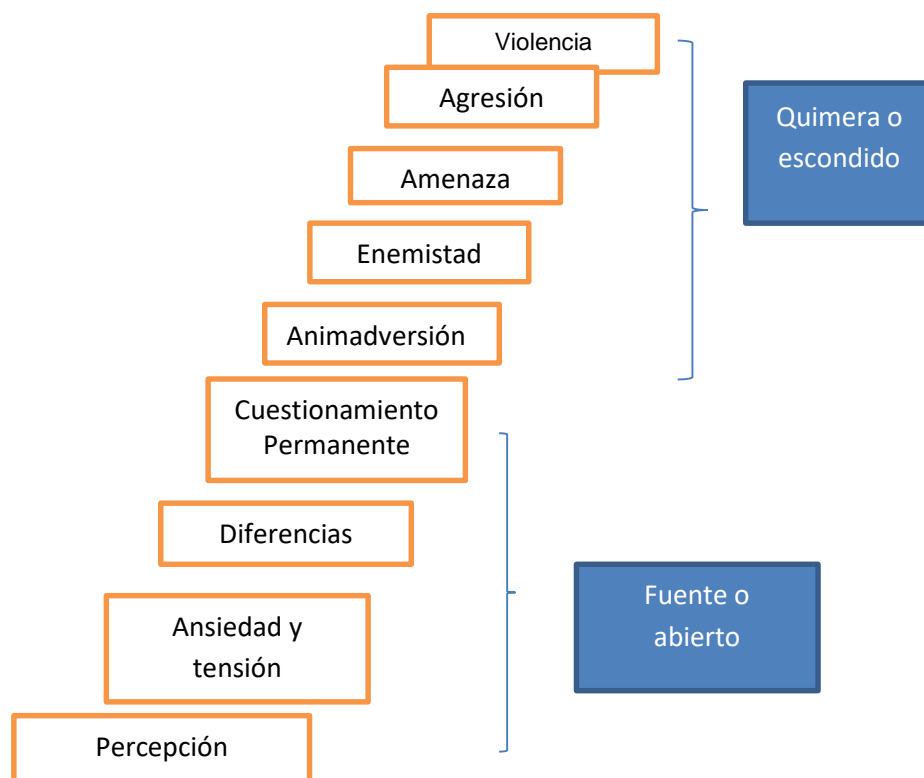 Violencia
Agresión
Quimera o
escondido
Amenaza
Enemistad
Animadversión
Cuestionamiento
Permanente
Diferencias
Fuente o
abierto
Ansiedad y
tensión
Percepción